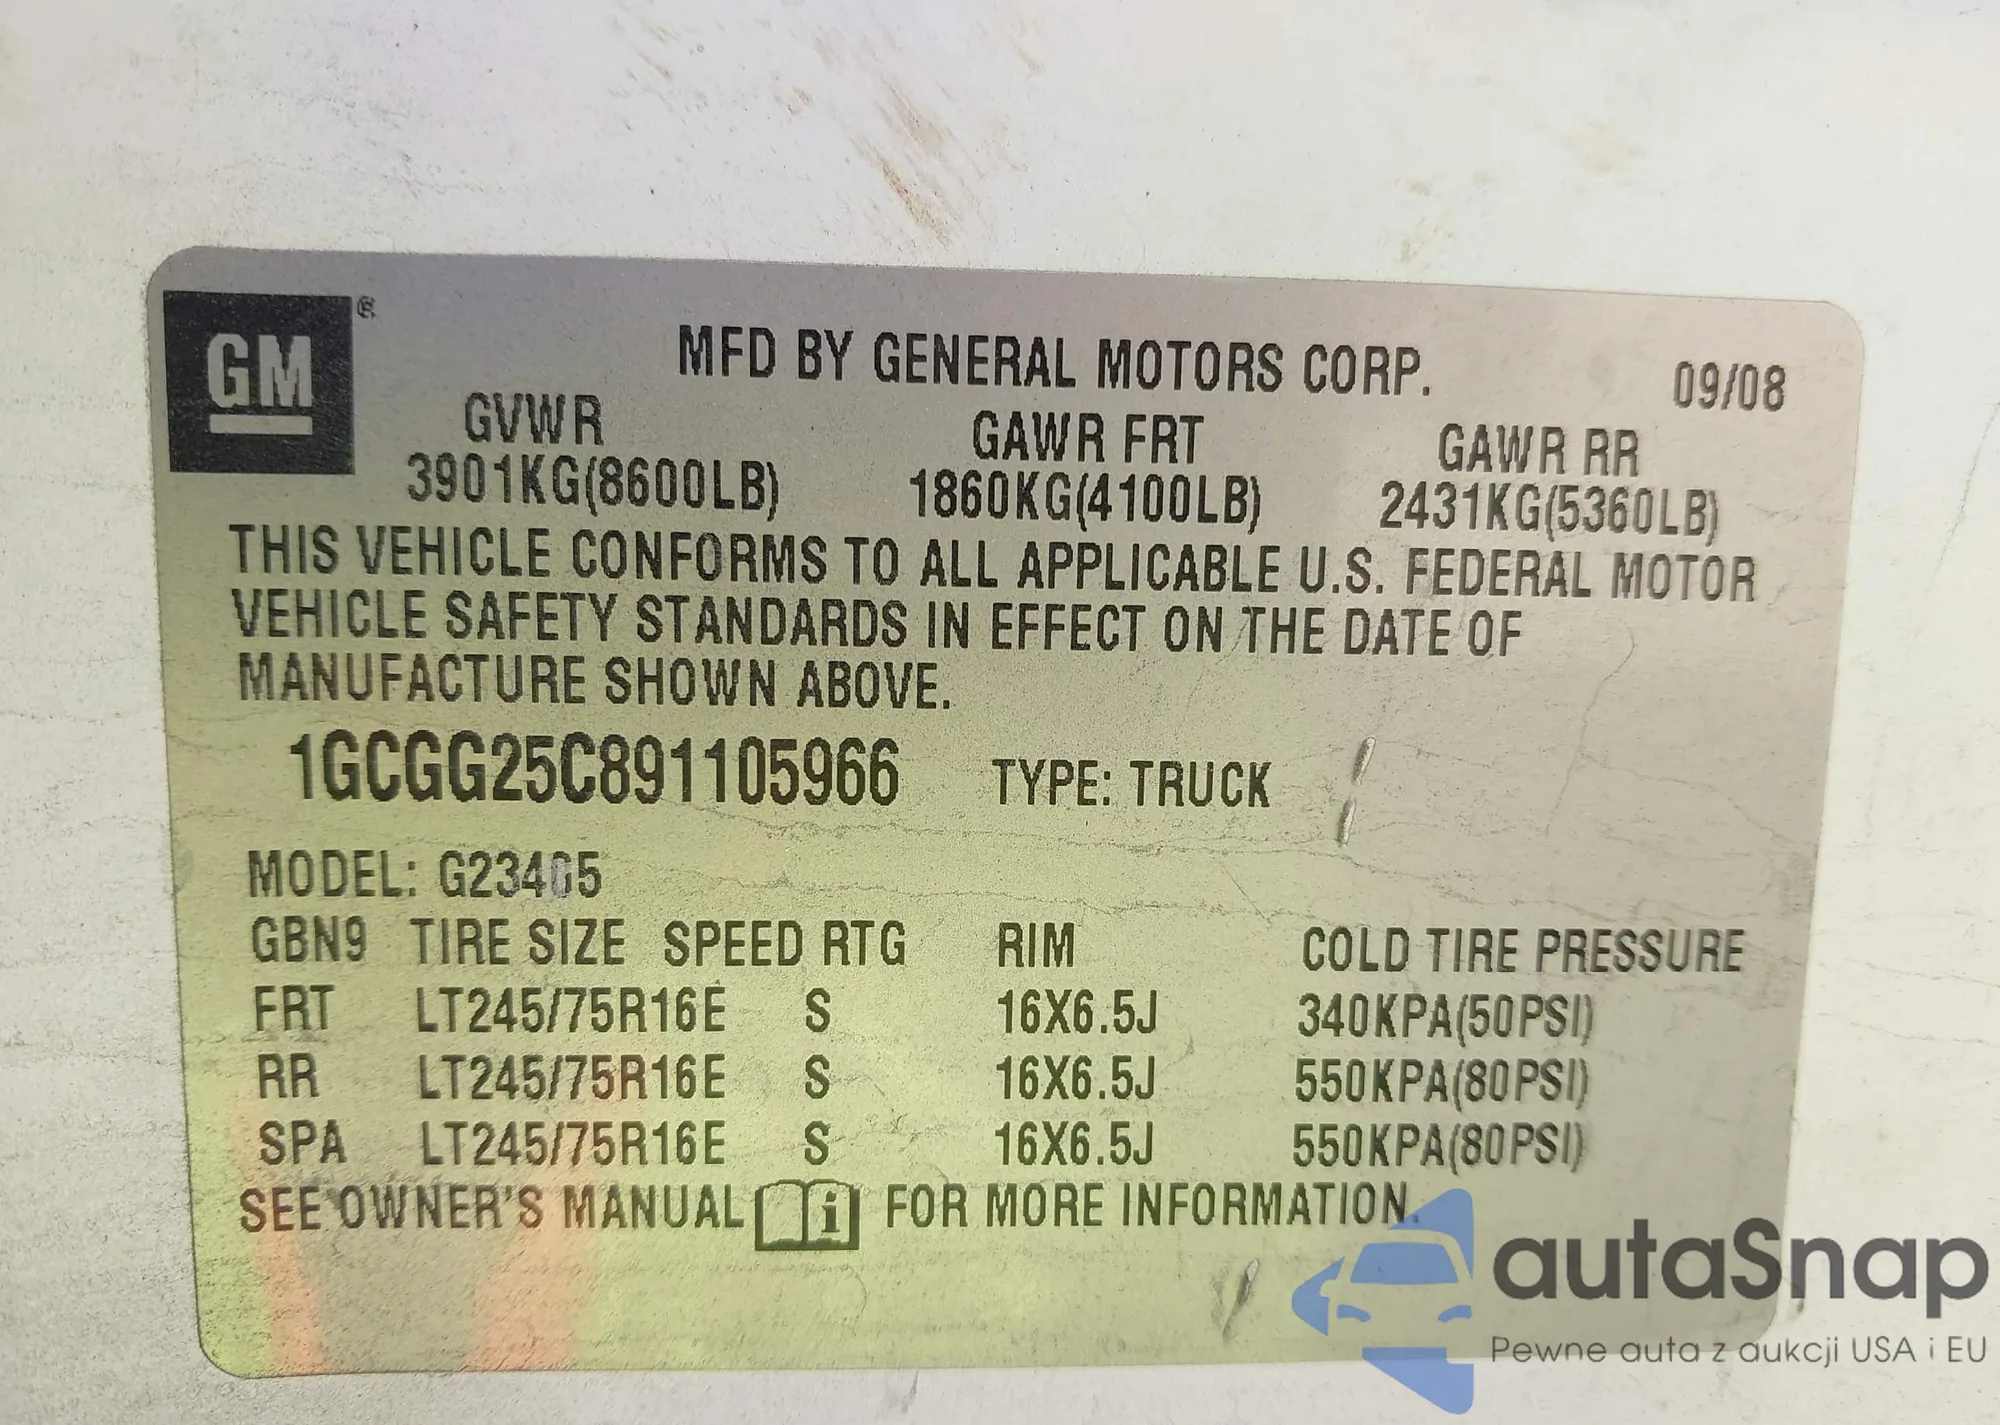 GM ®
MFD BY GENERAL MOTORS CORP. 09/08
GVWR GAWR FRT GAWR RR
3901KG(8600LB) 1860KG(4100LB) 2431KG(5360LB)
THIS VEHICLE CONFORMS TO ALL APPLICABLE U.S. FEDERAL MOTOR
VEHICLE SAFETY STANDARDS IN EFFECT ON THE DATE OF
MANUFACTURE SHOWN ABOVE.
1GCGG25C891105966 TYPE: TRUCK
MODEL: G23405
GBN9 TIRE SIZE SPEED RTG RIM COLD TIRE PRESSURE
FRT LT245/75R16E S 16X6.5J 340KPA(50PSI)
RR LT245/75R16E S 16X6.5J 550KPA(80PSI)
SPA LT245/75R16E S 16X6.5J 550KPA(80PSI)
SEE OWNER'S MANUAL i FOR MORE INFORMATION.
autaSnap
Pewne auta z aukcji USA i EU